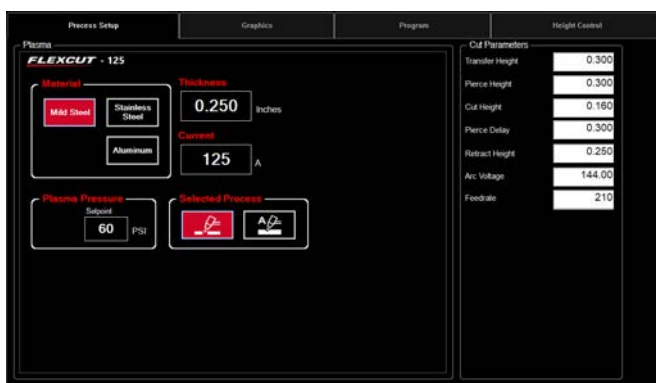 Process Setup
Graphics
Program
Height Control
Plasma
FLEXCUT - 125
Material
Mild Steel
Stainless
Steel
Aluminum
Thickness
0.250 Inches
Current
125 A
Plasma Pressure
Setpoint
60 PSI
Selected Process
A
Cut Parameters
Transfer Height 0.300
Pierce Height 0.300
Cut Height 0.160
Pierce Delay 0.300
Retract Height 0.250
Arc Voltage 144.00
Feedrate 210